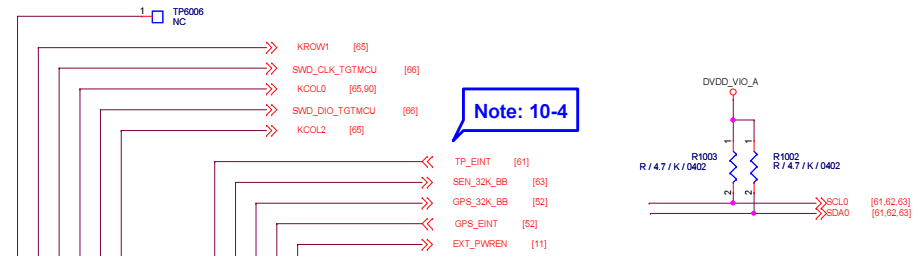 1 TP6006
NC
KROW1 [65]
SWD_CLK_TGTMCU [66]
KCOL0 [65,90]
SWD_DIO_TGTMCU [66]
KCOL2 [65]
Note: 10-4
TP_EINT [61]
SEN_32K_BB [63]
GPS_32K_BB [52]
GPS_EINT [52]
EXT_PWREN [11]
DVDD_VIO_A
1 1
R1003
R / 4.7 / K / 0402
R1002
R / 4.7 / K / 0402
2 2
SCL0 [61,62,63]
SDA0 [61,62,63]